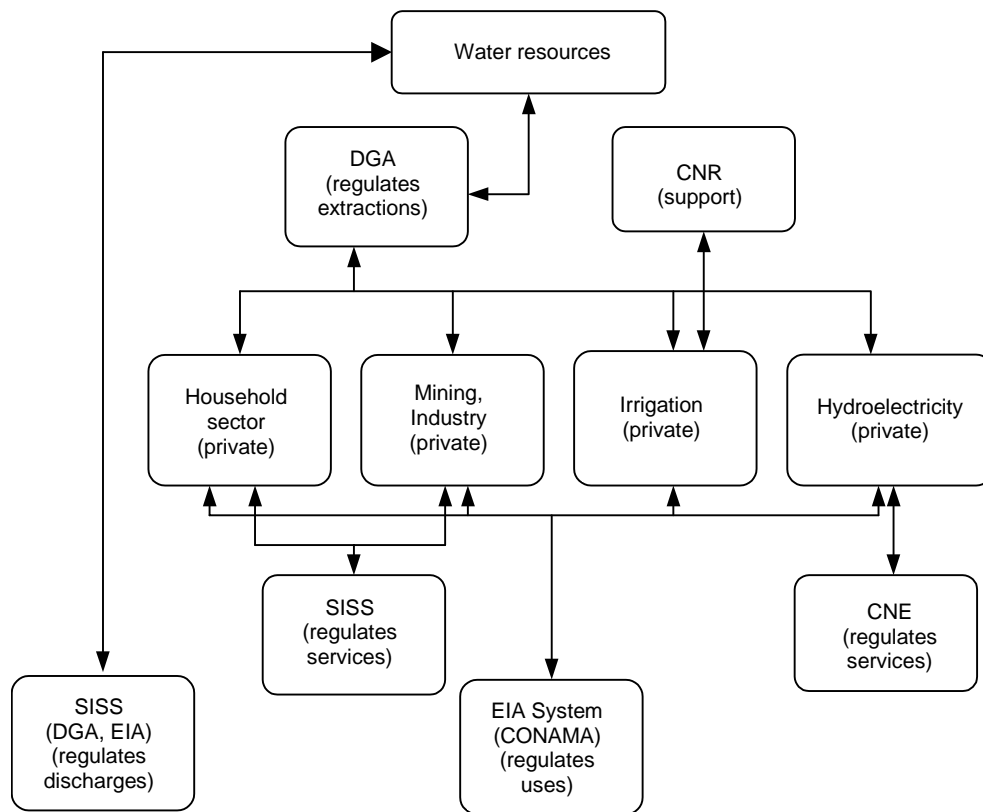 Water resources
DGA
(regulates
extractions)
CNR
(support)
Household
sector
(private)
Mining,
Industry
(private)
Irrigation
(private)
Hydroelectricity
(private)
SISS
(regulates
services)
CNE
(regulates
services)
SISS
(DGA, EIA)
(regulates
discharges)
EIA System
(CONAMA)
(regulates
uses)